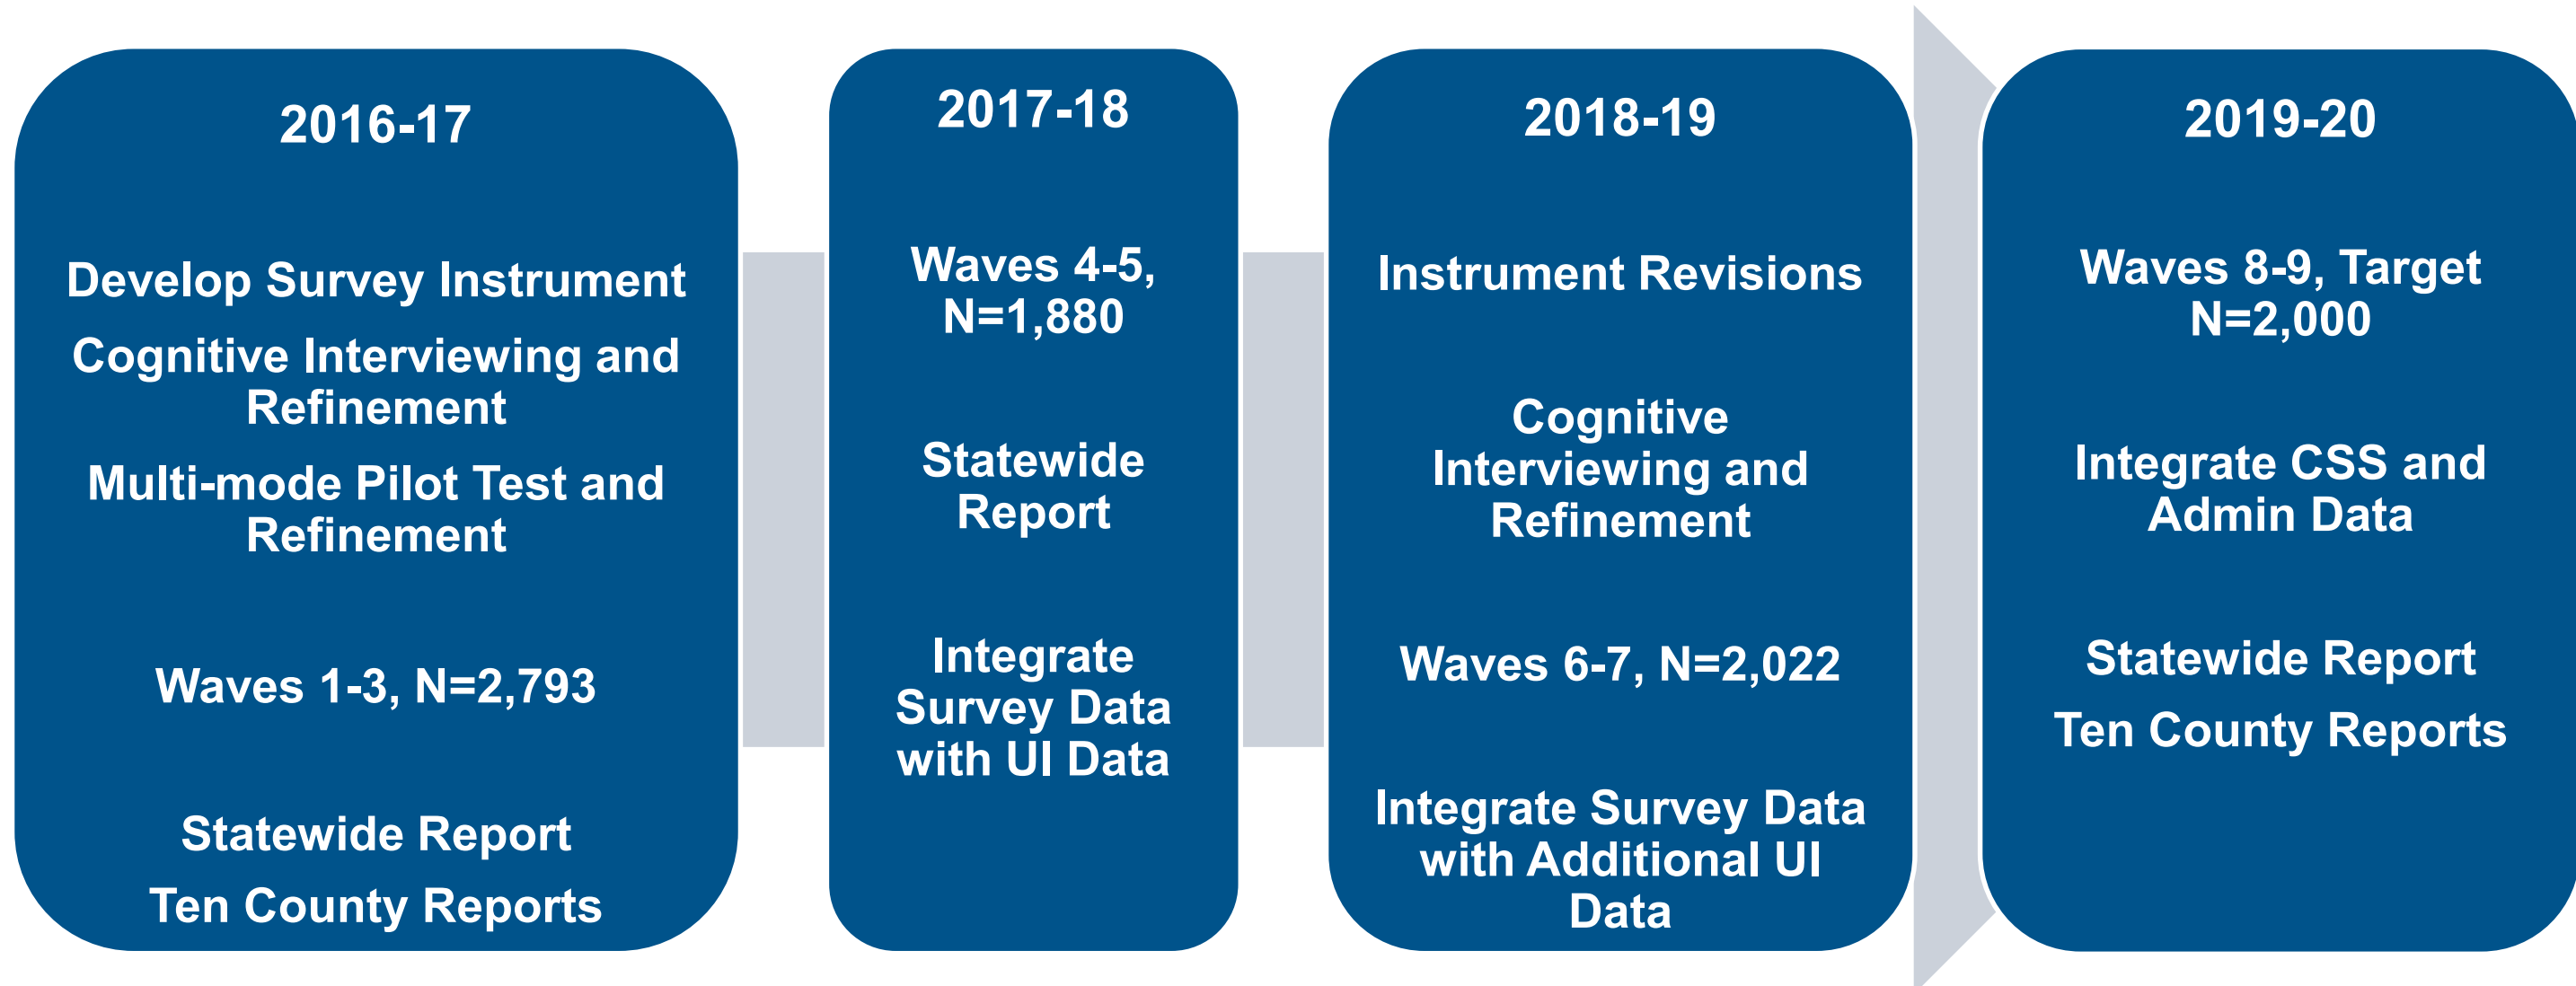 2016-17
Develop Survey Instrument
Cognitive Interviewing and
Refinement
Multi-mode Pilot Test and
Refinement
Waves 1-3, N=2,793
Statewide Report
Ten County Reports
2017-18
Waves 4-5,
N=1,880
Statewide
Report
Integrate
Survey Data
with UI Data
2018-19
Instrument Revisions
Cognitive
Interviewing and
Refinement
Waves 6-7, N=2,022
Integrate Survey Data
with Additional UI
Data
2019-20
Waves 8-9, Target
N=2,000
Integrate CSS and
Admin Data
Statewide Report
Ten County Reports